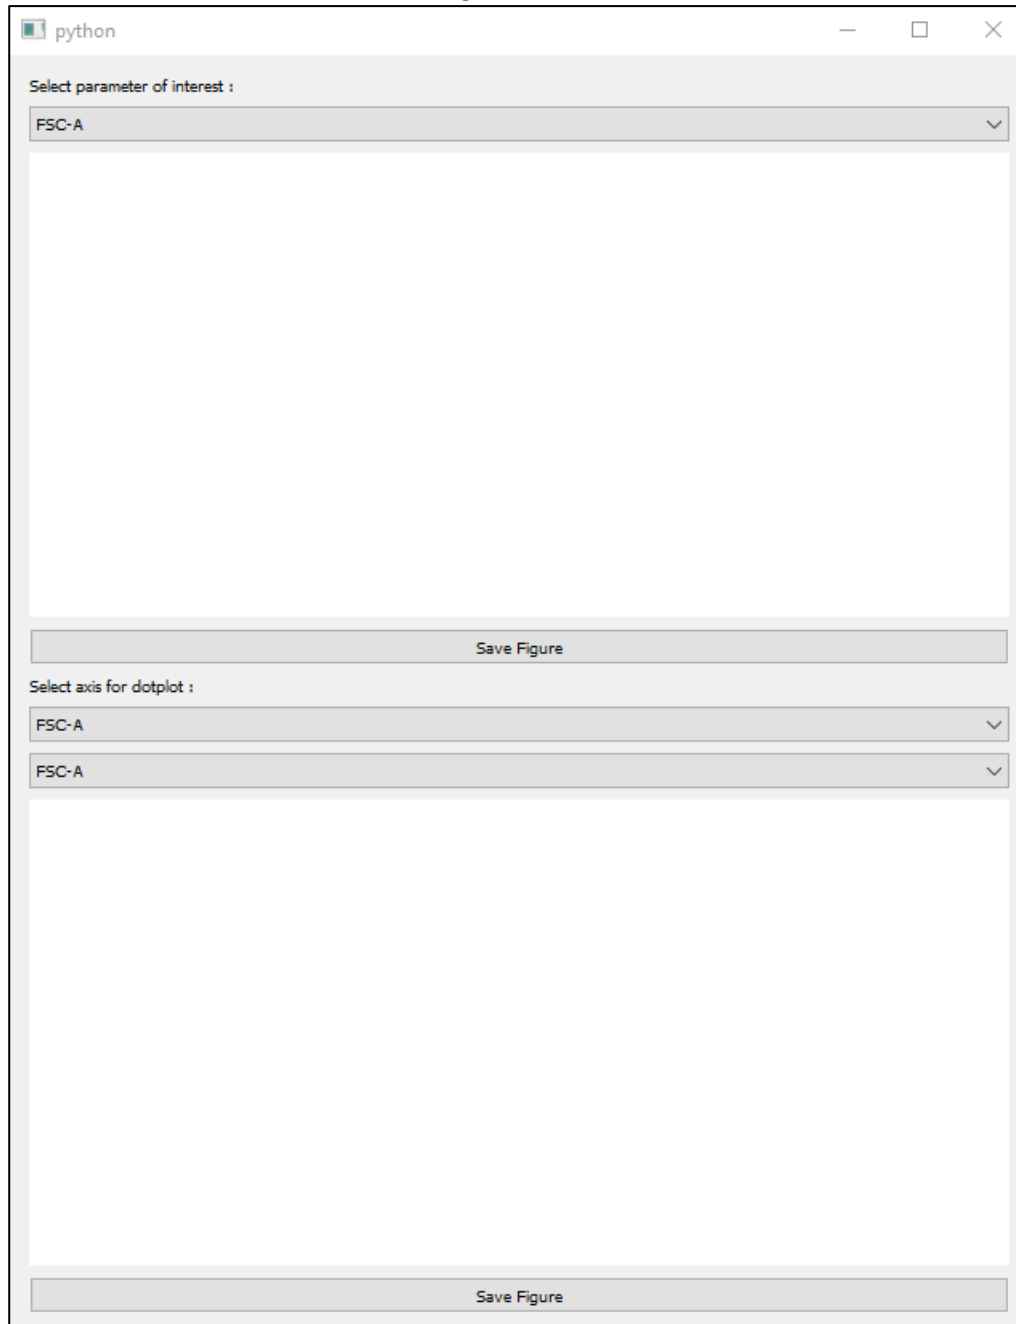 python
Select parameter of interest :
FSC-A
Save Figure
Select axis for dotplot :
FSC-A
FSC-A
Save Figure